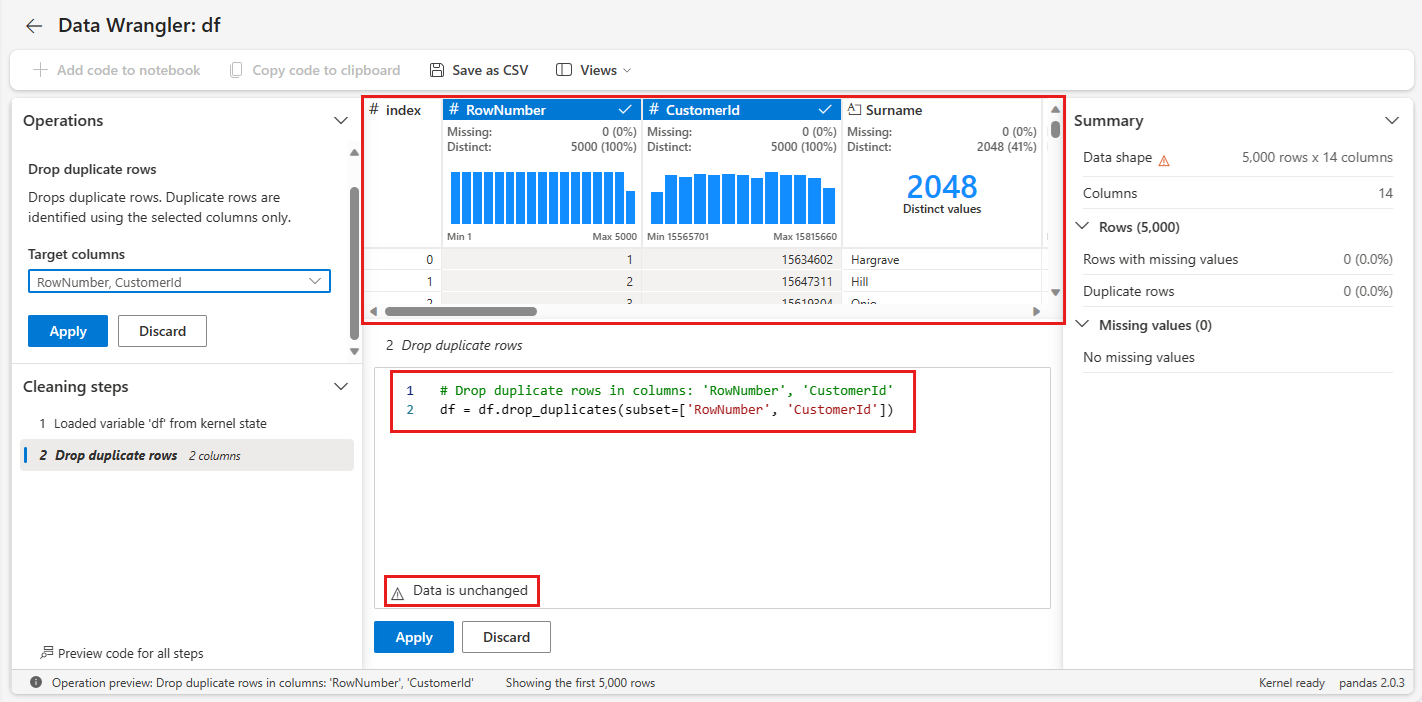 Data Wrangler: df
Add code to notebook
Copy code to clipboard
Save as CSV
Views
Operations
Drop duplicate rows
Drops duplicate rows. Duplicate rows are
identified using the selected columns only.
Target columns
RowNumber, CustomerId
Apply
Discard
Cleaning steps
1 Loaded variable 'df' from kernel state
2 Drop duplicate rows 2 columns
Preview code for all steps
# index
# RowNumber
# CustomerId
A Surname
Missing: 0 (0%)
Distinct: 5000 (100%)
Min 1 Max 5000
Missing: 0 (0%)
Distinct: 5000 (100%)
Min 15565701 Max 15815660
Missing: 0 (0%)
Distinct: 2048 (41%)
2048
Distinct values
0 1 15634602 Hargrave
1 2 15647311 Hill
2 3 15619304 Onio
2 Drop duplicate rows
1 # Drop duplicate rows in columns: 'RowNumber', 'CustomerId'
2 df = df.drop_duplicates(subset=['RowNumber', 'CustomerId'])
Data is unchanged
Apply
Discard
Summary
Data shape 5,000 rows x 14 columns
Columns 14
Rows (5,000)
Rows with missing values 0 (0.0%)
Duplicate rows 0 (0.0%)
Missing values (0)
No missing values
Operation preview: Drop duplicate rows in columns: 'RowNumber', 'CustomerId'
Showing the first 5,000 rows
Kernel ready
pandas 2.0.3